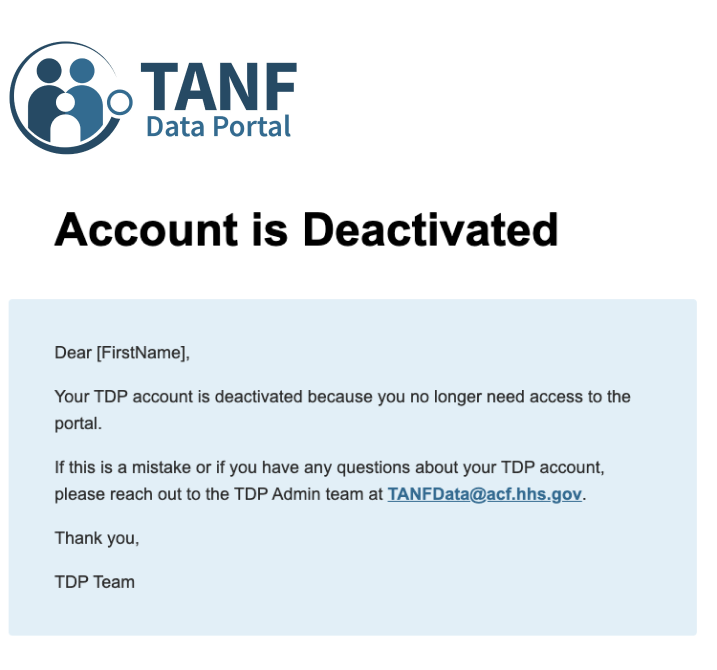 TANF
Data Portal
Account is Deactivated
Dear [FirstName],
Your TDP account is deactivated because you no longer need access to the
portal.
If this is a mistake or if you have any questions about your TDP account,
please reach out to the TDP Admin team at TANFData@acf.hhs.gov.
Thank you,
TDP Team